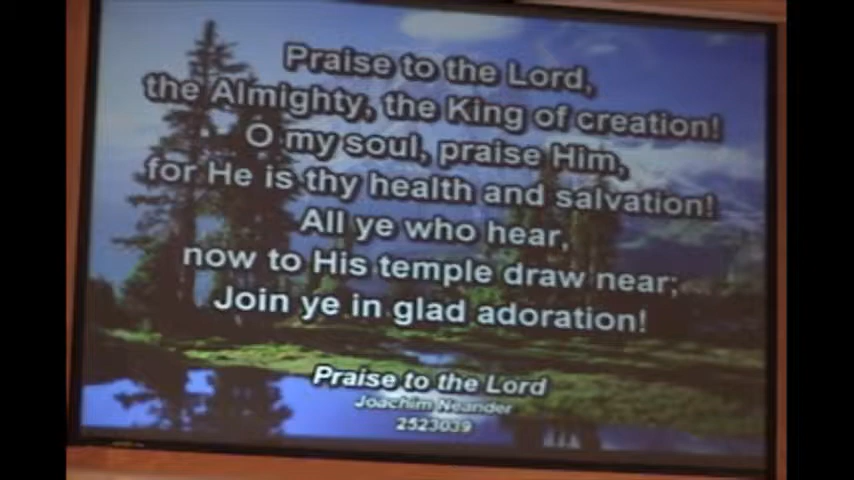 Praise to the Lord,
the Almighty, the King of creation!
O my soul, praise Him,
for He is thy health and salvation!
All ye who hear,
now to His temple draw near;
Join ye in glad adoration!
Praise to the Lord
Joachim Neander
2523039